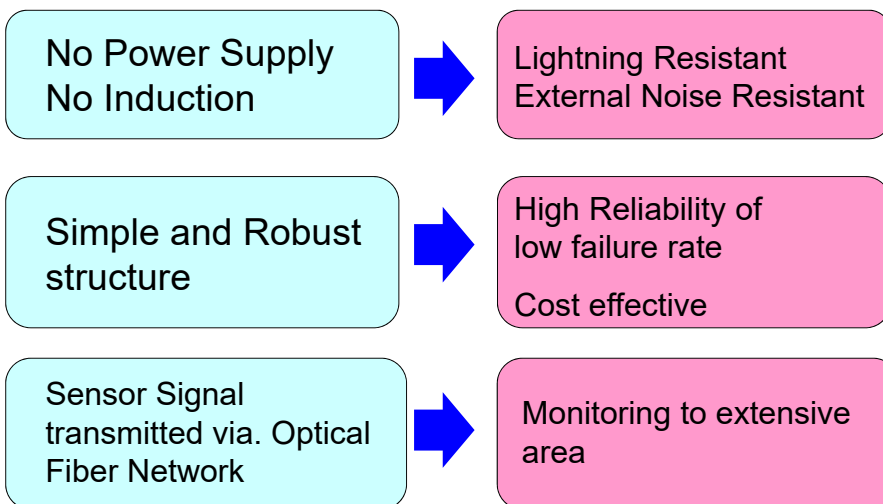 No Power Supply
No Induction
Lightning Resistant
External Noise Resistant
Simple and Robust
structure
High Reliability of
low failure rate
Cost effective
Sensor Signal
transmitted via. Optical
Fiber Network
Monitoring to extensive
area